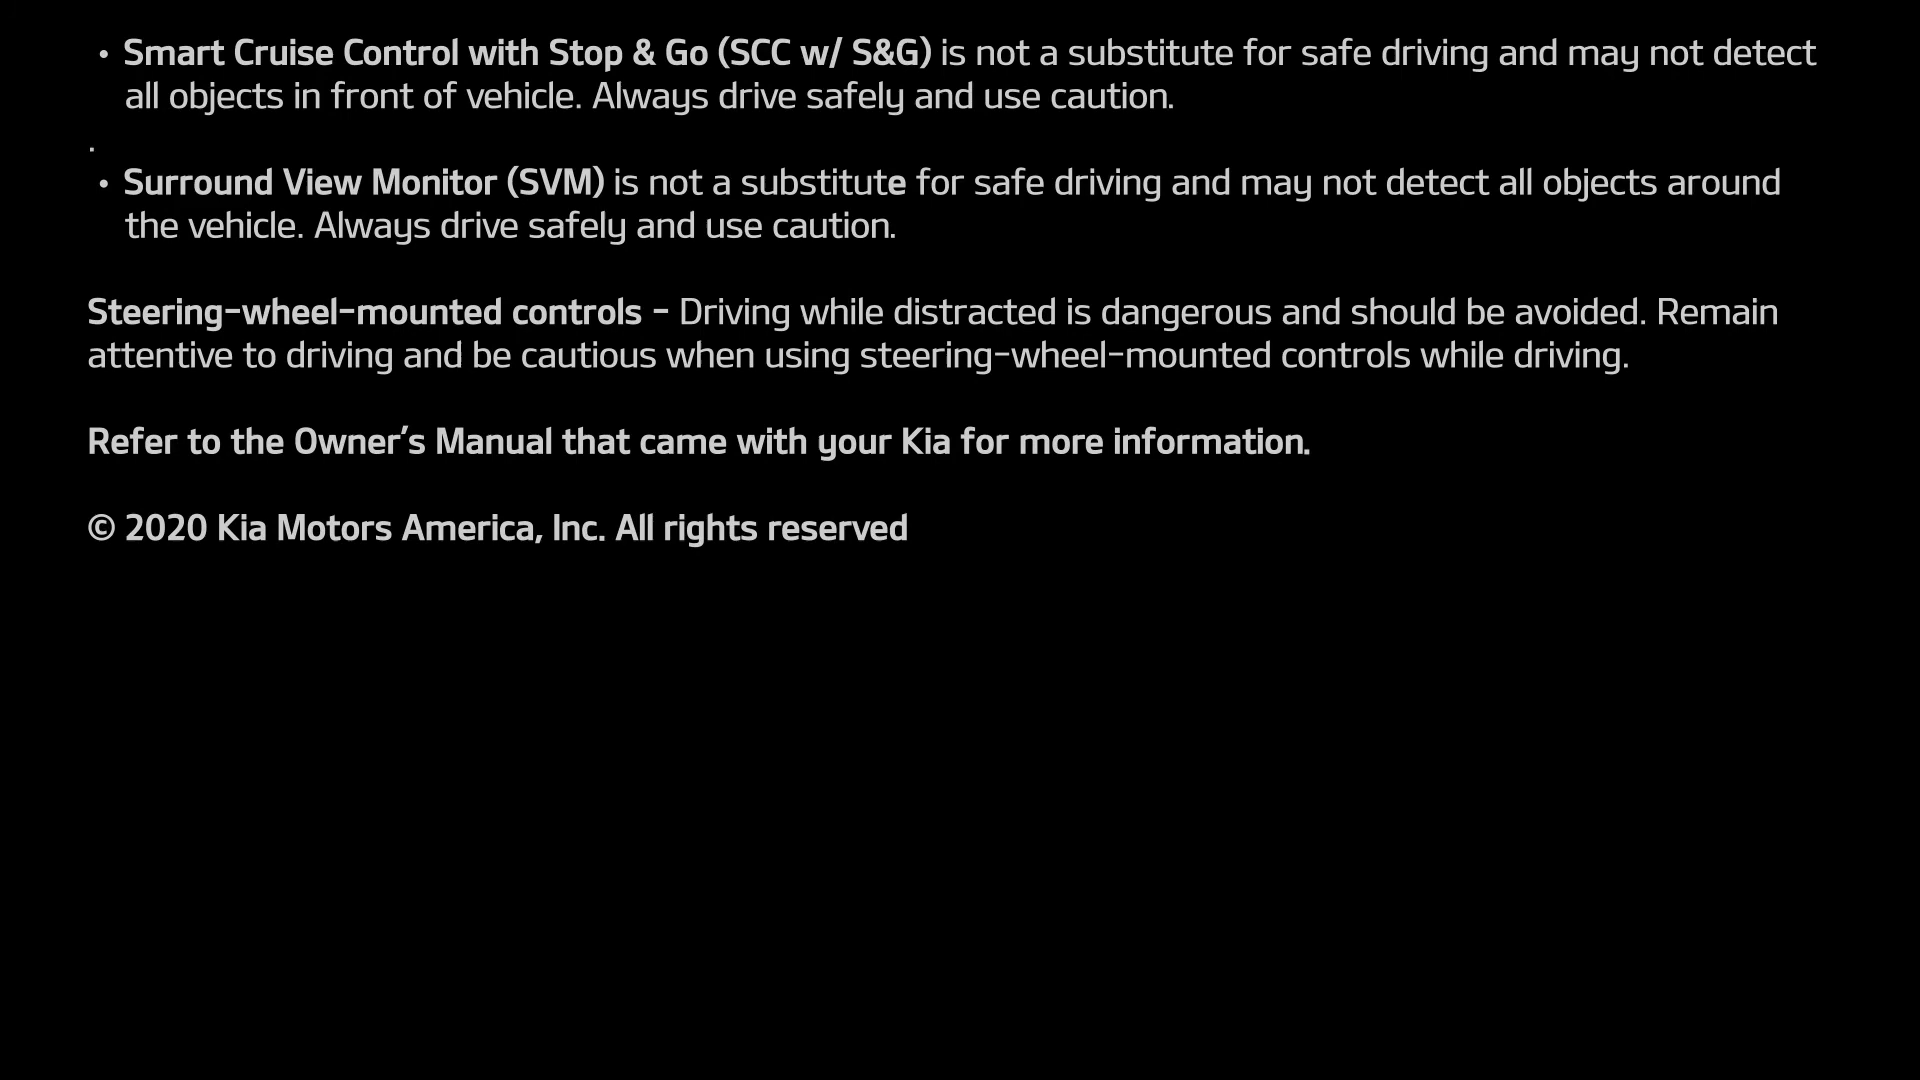 • Smart Cruise Control with Stop & Go (SCC w/ S&G) is not a substitute for safe driving and may not detect
all objects in front of vehicle. Always drive safely and use caution.
.
• Surround View Monitor (SVM) is not a substitute for safe driving and may not detect all objects around
the vehicle. Always drive safely and use caution.
Steering-wheel-mounted controls - Driving while distracted is dangerous and should be avoided. Remain
attentive to driving and be cautious when using steering-wheel-mounted controls while driving.
Refer to the Owner’s Manual that came with your Kia for more information.
© 2020 Kia Motors America, Inc. All rights reserved